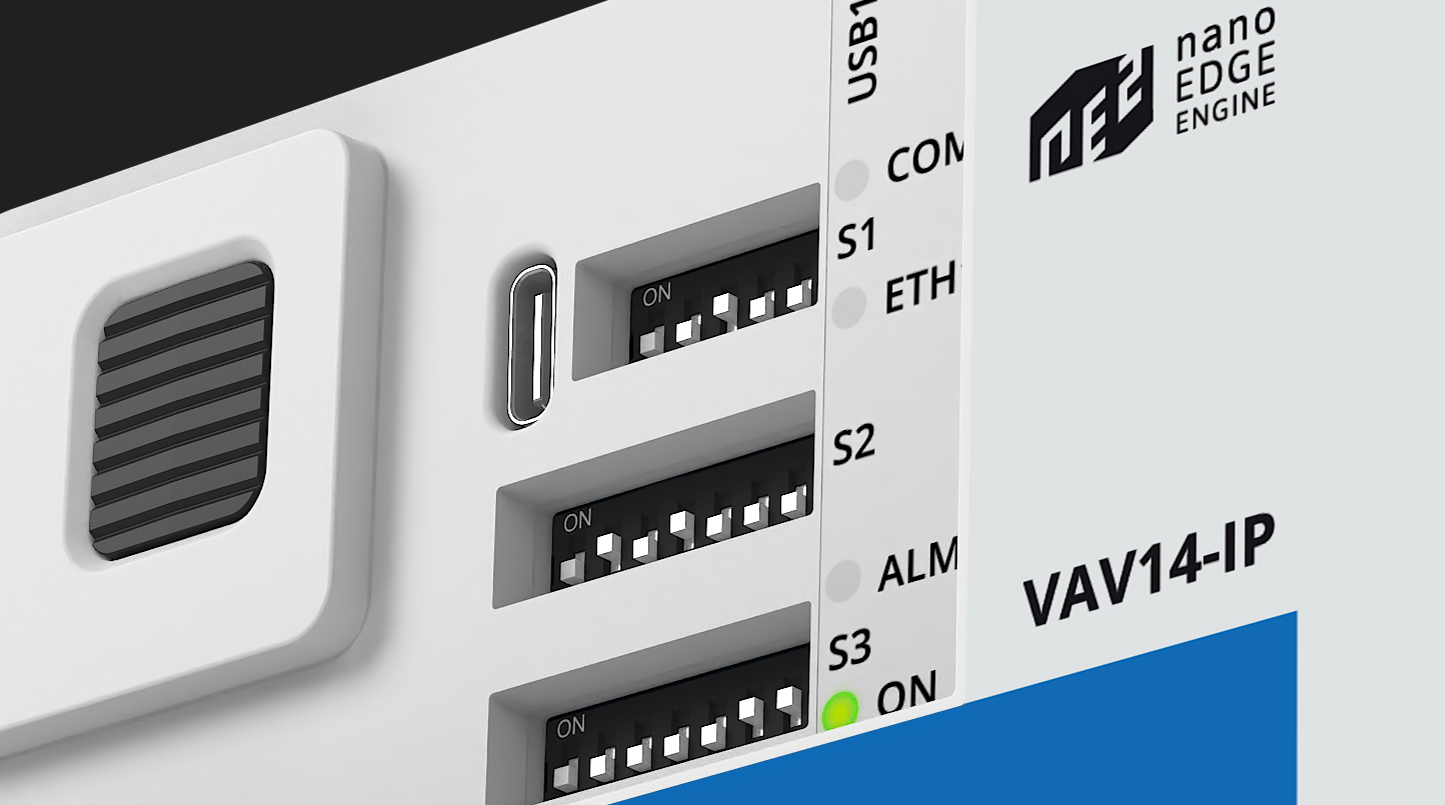 USB1
nano
EDGE
ENGINE
COM
S1
ON
ETH
S2
ON
ALM
VAV14-IP
S3
ON
ON